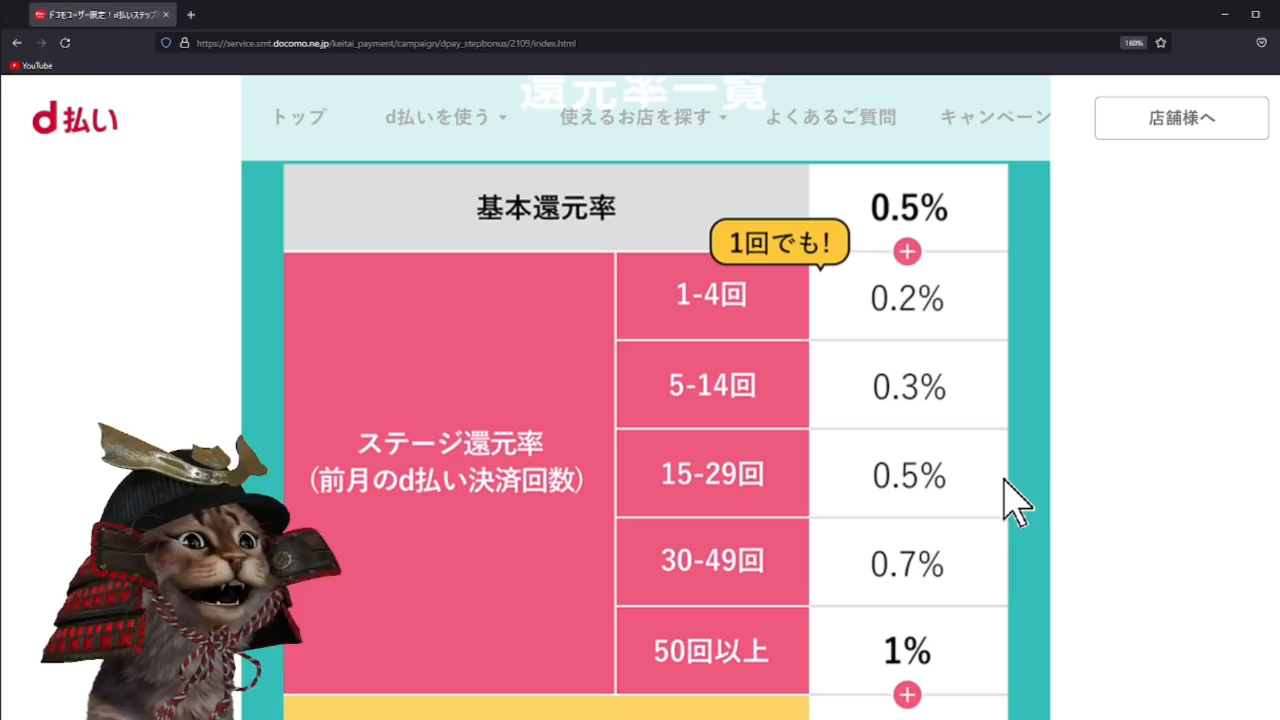 ドコモユーザー限定！d払いステップ
https://service.smt.docomo.ne.jp/keitai_payment/campaign/dpay_stepbonus/2109/index.html
160%
YouTube
還元率一覧
d払い
トップ
d払いを使う
使えるお店を探す
よくあるご質問
キャンペーン
店舗様へ
基本還元率
0.5%
1回でも!
+
1-4回
0.2%
5-14回
0.3%
ステージ還元率
(前月のd払い決済回数)
15-29回
0.5%
30-49回
0.7%
50回以上
1%
+